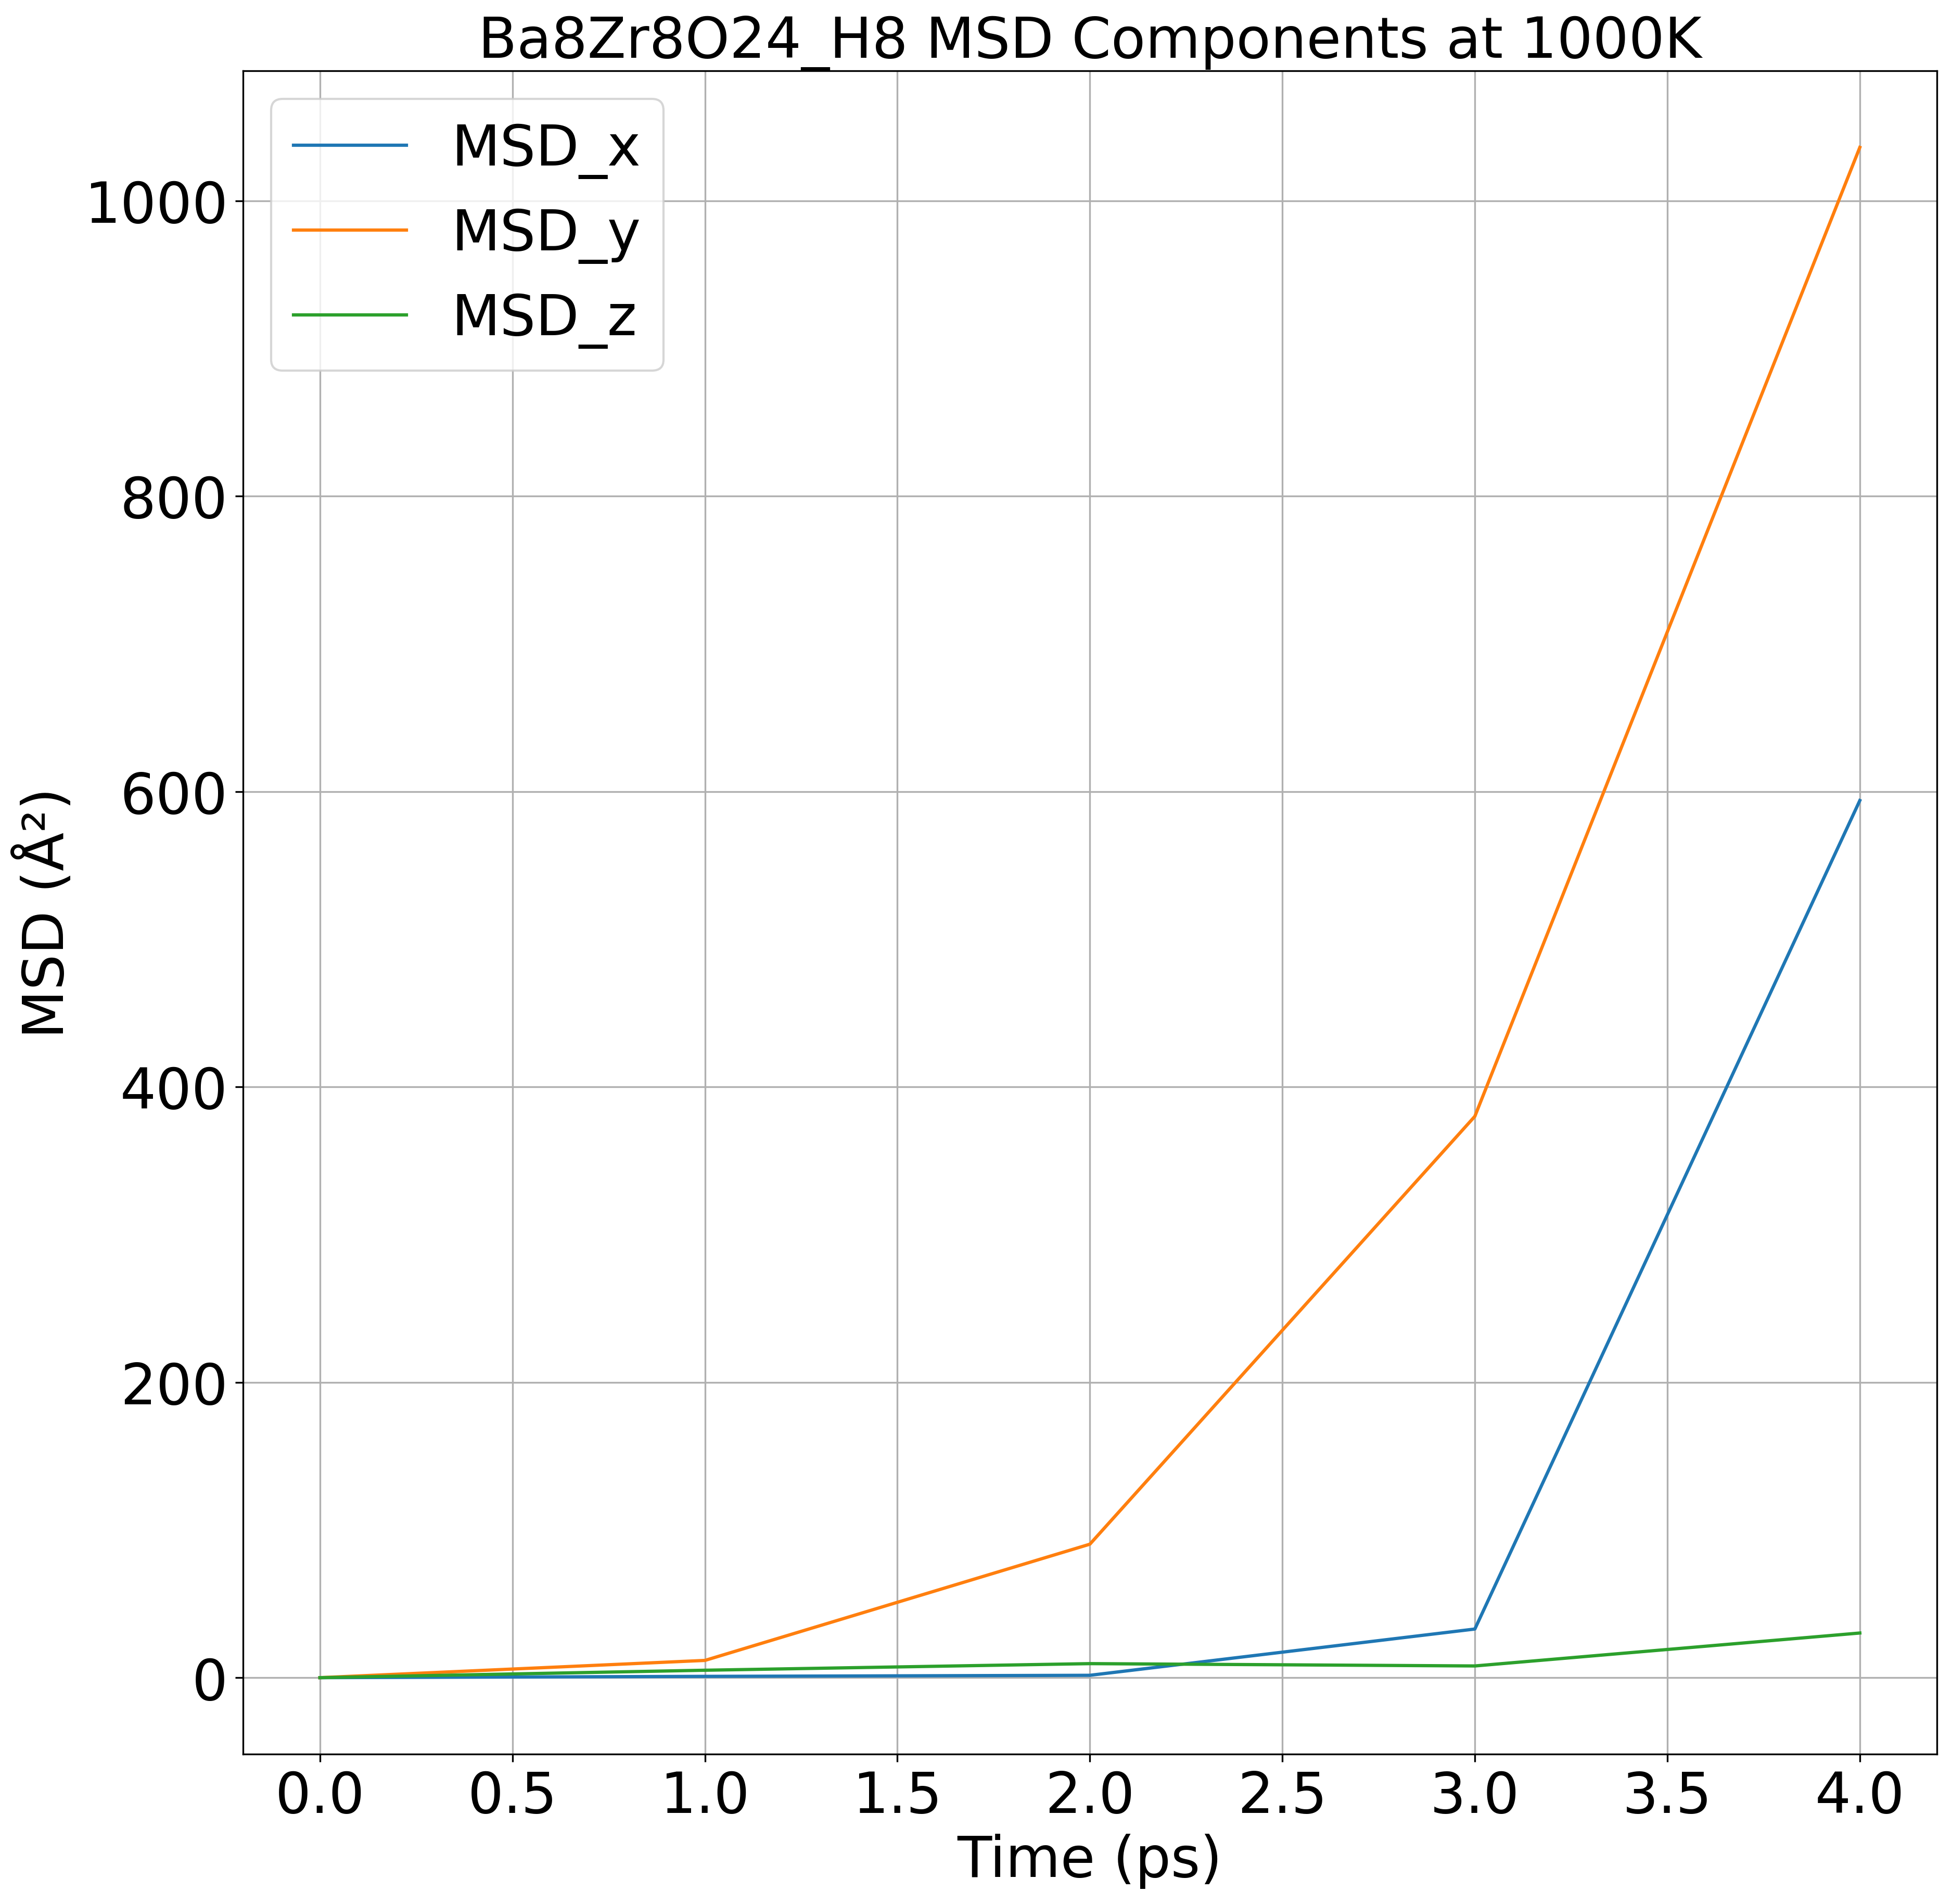 Ba8Zr8O24_H8 MSD Components at 1000K
MSD_x
MSD_y
MSD_z
1000
800
600
400
200
0
MSD (Å²)
0.0 0.5 1.0 1.5 2.0 2.5 3.0 3.5 4.0
Time (ps)